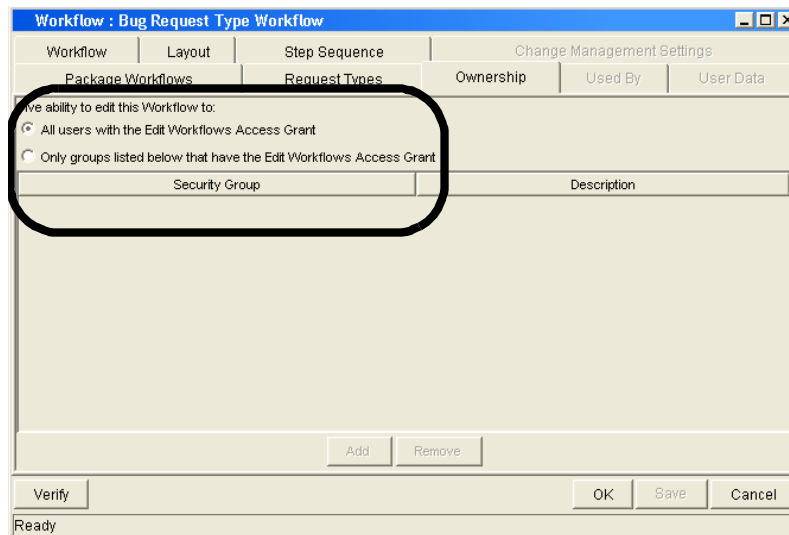 Workflow : Bug Request Type Workflow
Workflow Layout Step Sequence Change Management Settings
Package Workflows Request Types Ownership Used By User Data
ability to edit this Workflow to:
All users with the Edit Workflows Access Grant
Only groups listed below that have the Edit Workflows Access Grant
Security Group Description
Add Remove
Verify OK Save Cancel
Ready